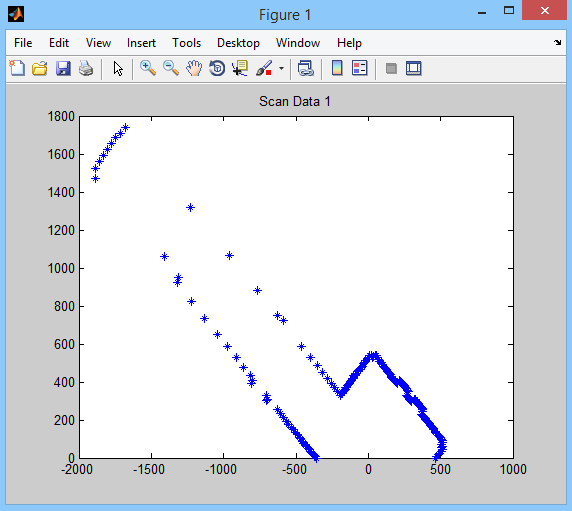 Figure 1
File Edit View Insert Tools Desktop Window Help
Scan Data 1
1800
1600
1400
1200
1000
800
600
400
200
0
-2000 -1500 -1000 -500 0 500 1000